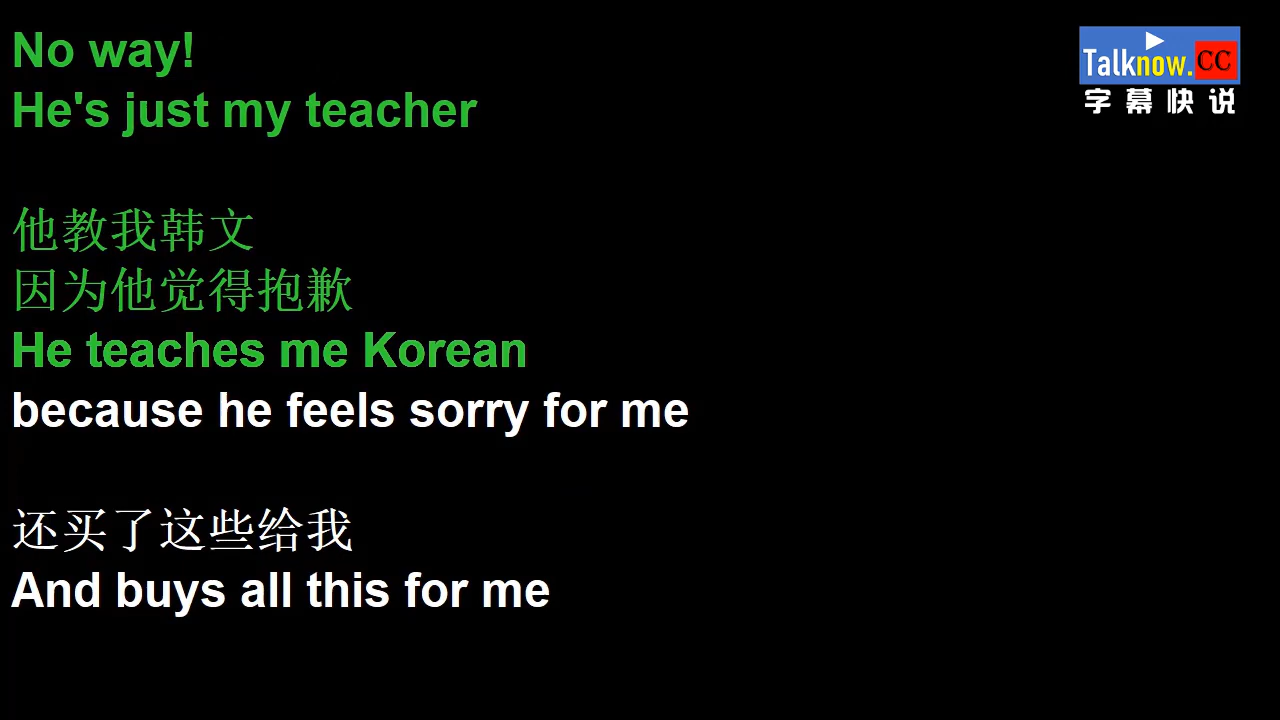 No way!
He's just my teacher
他教我韩文
因为他觉得抱歉
He teaches me Korean
because he feels sorry for me
还买了这些给我
And buys all this for me
Talknow.CC
字幕快说